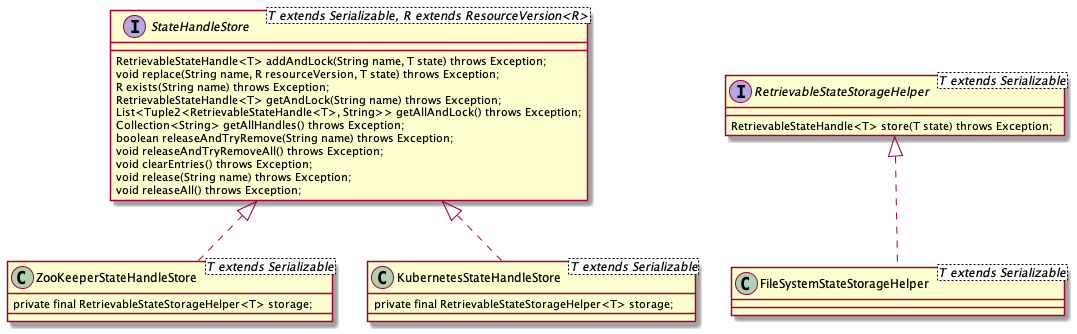 T extends Serializable, R extends ResourceVersion<R>
I StateHandleStore
RetrievableStateHandle<T> addAndLock(String name, T state) throws Exception;
void replace(String name, R resourceVersion, T state) throws Exception;
R exists(String name) throws Exception;
RetrievableStateHandle<T> getAndLock(String name) throws Exception;
List<Tuple2<RetrievableStateHandle<T>, String>> getAllAndLock() throws Exception;
Collection<String> getAllHandles() throws Exception;
boolean releaseAndTryRemove(String name) throws Exception;
void releaseAndTryRemoveAll() throws Exception;
void clearEntries() throws Exception;
void release(String name) throws Exception;
void releaseAll() throws Exception;
T extends Serializable
I RetrievableStateStorageHelper
RetrievableStateHandle<T> store(T state) throws Exception;
T extends Serializable
C ZooKeeperStateHandleStore
private final RetrievableStateStorageHelper<T> storage;
T extends Serializable
C KubernetesStateHandleStore
private final RetrievableStateStorageHelper<T> storage;
T extends Serializable
C FileSystemStateStorageHelper